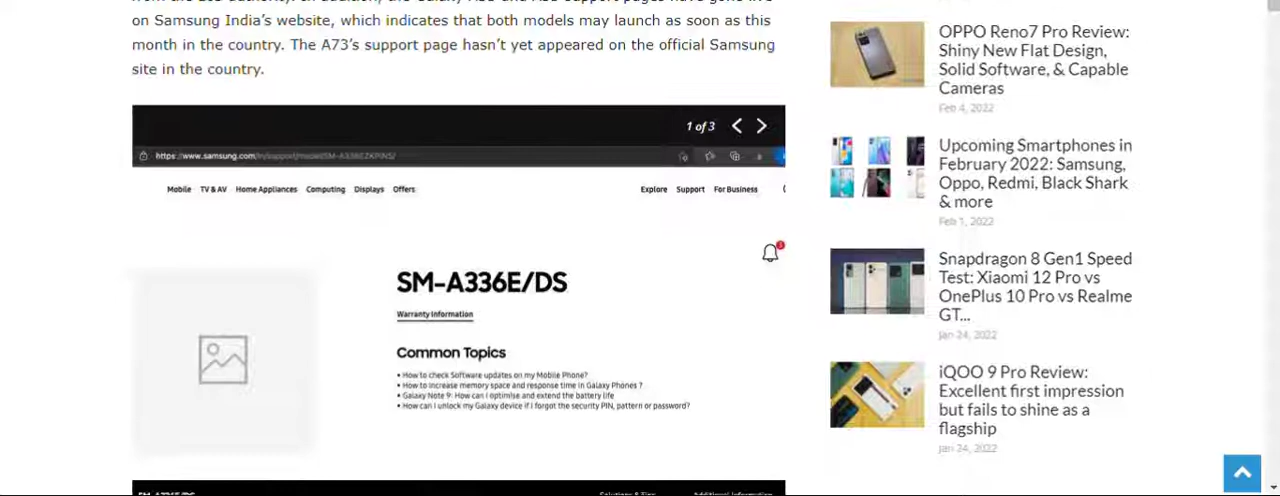 on Samsung India's website, which indicates that both models may launch as soon as this
month in the country. The A73's support page hasn't yet appeared on the official Samsung
site in the country.
1 of 3
https://www.samsung.com/in/support/model/SM-A336EZKPINS/
Mobile TV & AV Home Appliances Computing Displays Offers
Explore Support For Business
3
SM-A336E/DS
Warranty Information
Common Topics
• How to check Software updates on my Mobile Phone?
• How to increase memory space and response time in Galaxy Phones ?
• Galaxy Note 9: How can I optimise and extend the battery life
• How can I unlock my Galaxy device if I forgot the security PIN, pattern or password?
OPPO Reno7 Pro Review:
Shiny New Flat Design,
Solid Software, & Capable
Cameras
Feb 4, 2022
Upcoming Smartphones in
February 2022: Samsung,
Oppo, Redmi, Black Shark
& more
Feb 1, 2022
Snapdragon 8 Gen1 Speed
Test: Xiaomi 12 Pro vs
OnePlus 10 Pro vs Realme
GT...
Jan 24, 2022
iQOO 9 Pro Review:
Excellent first impression
but fails to shine as a
flagship
Jan 24, 2022